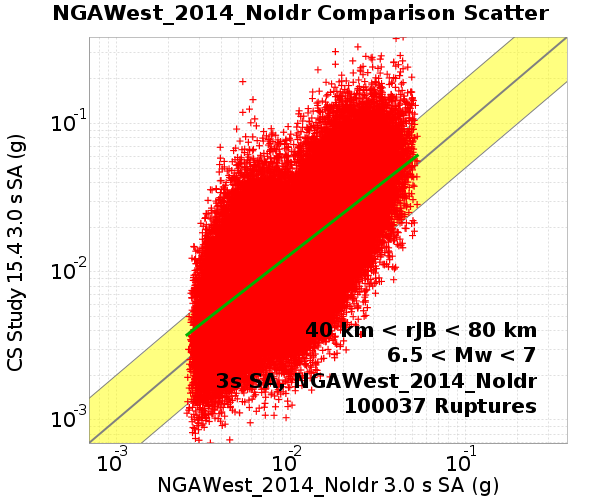 NGAWest_2014_NoIdr Comparison Scatter
CS Study 15.4 3.0 s SA (g)
10-1
10-2
10-3
40 km < rJB < 80 km
6.5 < Mw < 7
3s SA, NGAWest_2014_NoIdr
100037 Ruptures
10-3 10-2 10-1
NGAWest_2014_NoIdr 3.0 s SA (g)